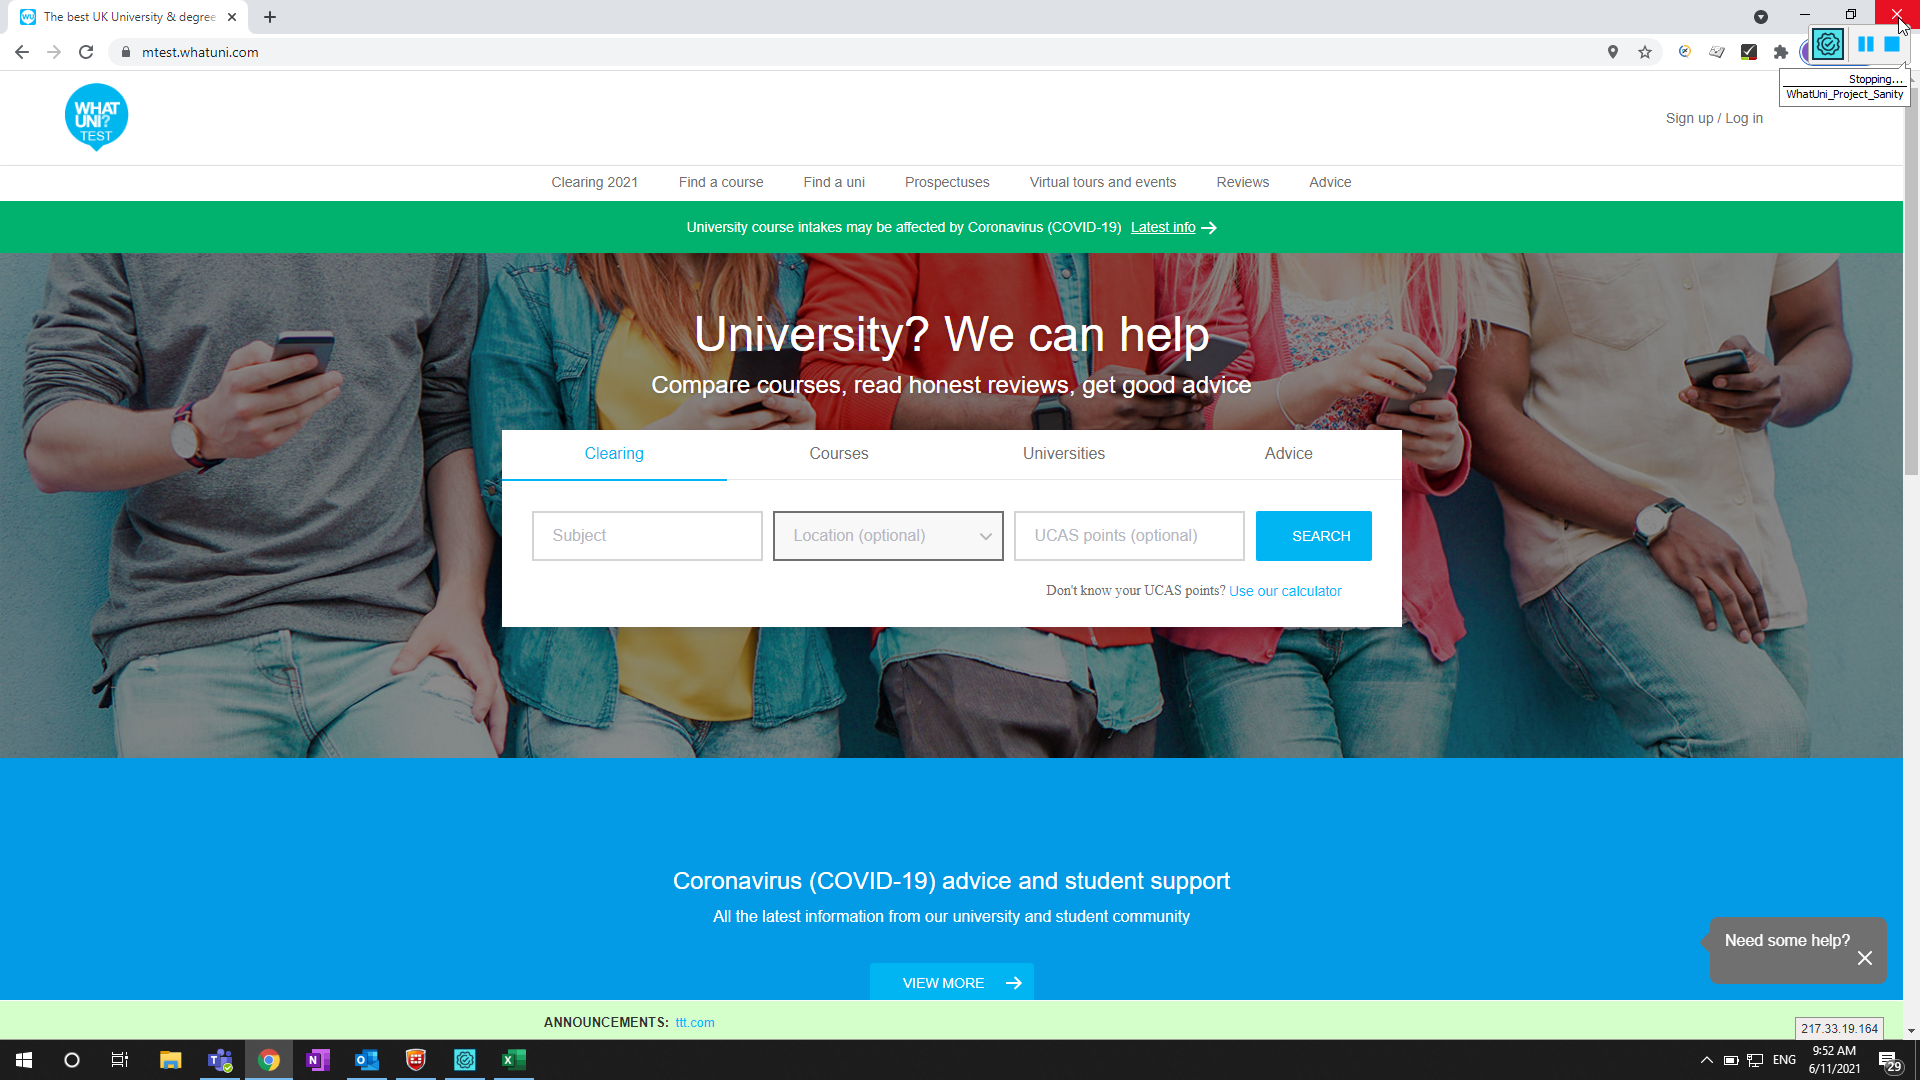 The best UK University & degree
mtest.whatuni.com
Stopping...
WhatUni_Project_Sanity
WHAT
UNI?
TEST
Sign up / Log in
Clearing 2021 Find a course Find a uni Prospectuses Virtual tours and events Reviews Advice
University course intakes may be affected by Coronavirus (COVID-19) Latest info
University? We can help
Compare courses, read honest reviews, get good advice
Clearing Courses Universities Advice
Subject Location (optional) UCAS points (optional) SEARCH
Don't know your UCAS points? Use our calculator
Coronavirus (COVID-19) advice and student support
All the latest information from our university and student community
Need some help?
VIEW MORE
ANNOUNCEMENTS: ttt.com
217.33.19.164
ENG
9:52 AM
6/11/2021
29